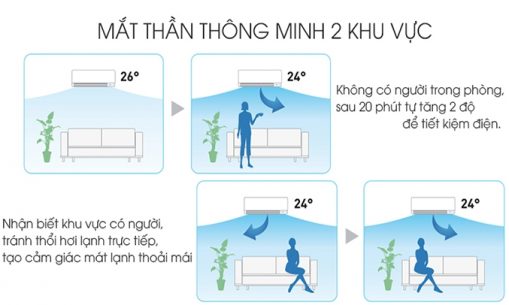 MẮT THẦN THÔNG MINH 2 KHU VỰC
26°
24°
Không có người trong phòng,
sau 20 phút tự tăng 2 độ
để tiết kiệm điện.
Nhận biết khu vực có người,
tránh thổi hơi lạnh trực tiếp,
tạo cảm giác mát lạnh thoải mái
24°
24°